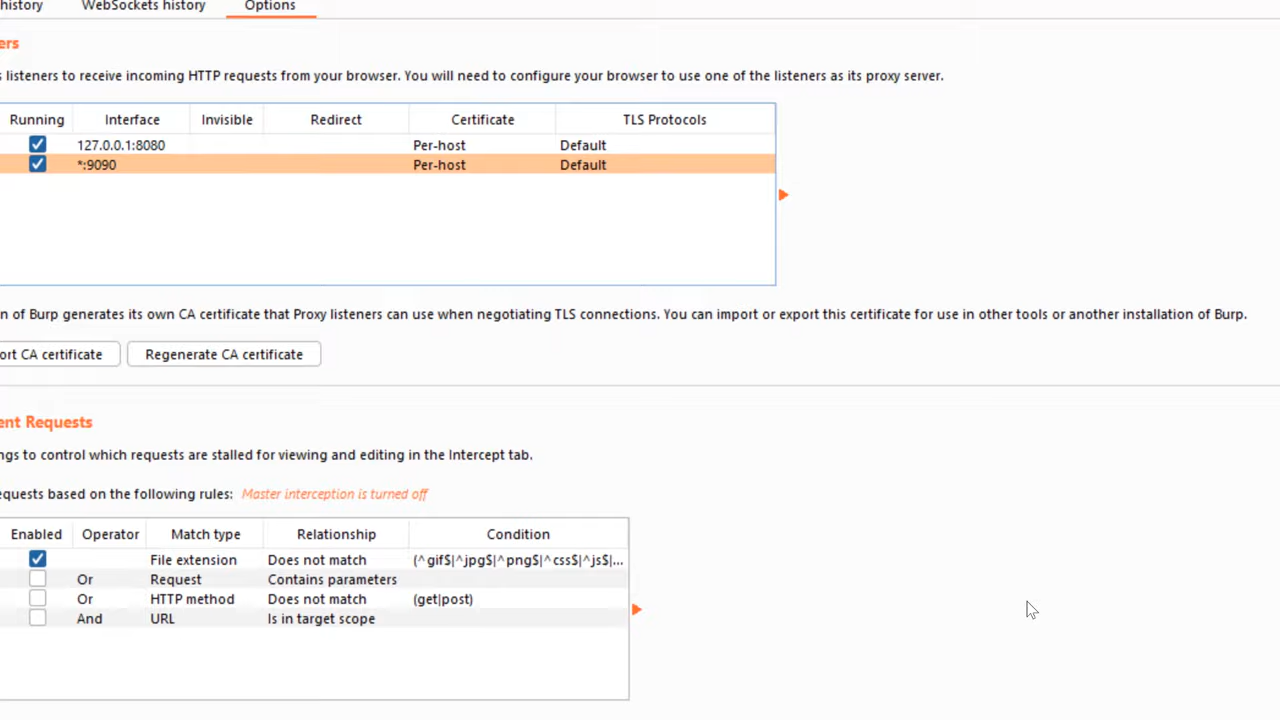 history WebSockets history Options
ers
s listeners to receive incoming HTTP requests from your browser. You will need to configure your browser to use one of the listeners as its proxy server.
Running Interface Invisible Redirect Certificate TLS Protocols
127.0.0.1:8080 Per-host Default
*:9090 Per-host Default
n of Burp generates its own CA certificate that Proxy listeners can use when negotiating TLS connections. You can import or export this certificate for use in other tools or another installation of Burp.
ort CA certificate Regenerate CA certificate
ent Requests
ngs to control which requests are stalled for viewing and editing in the Intercept tab.
equests based on the following rules: Master interception is turned off
Enabled Operator Match type Relationship Condition
File extension Does not match (^gif$|^jpg$|^png$|^css$|^js$|...
Or Request Contains parameters
Or HTTP method Does not match (get|post)
And URL Is in target scope